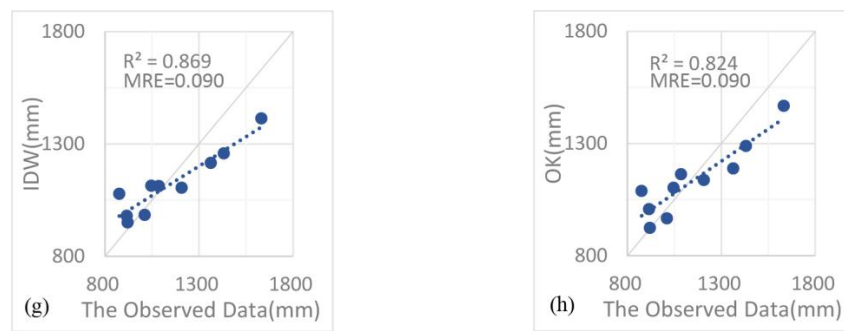 1800
R² = 0.869
MRE=0.090
IDW(mm)
1300
800
800 1300 1800
(g) The Observed Data(mm)
1800
R² = 0.824
MRE=0.090
OK(mm)
1300
800
800 1300 1800
(h) The Observed Data(mm)